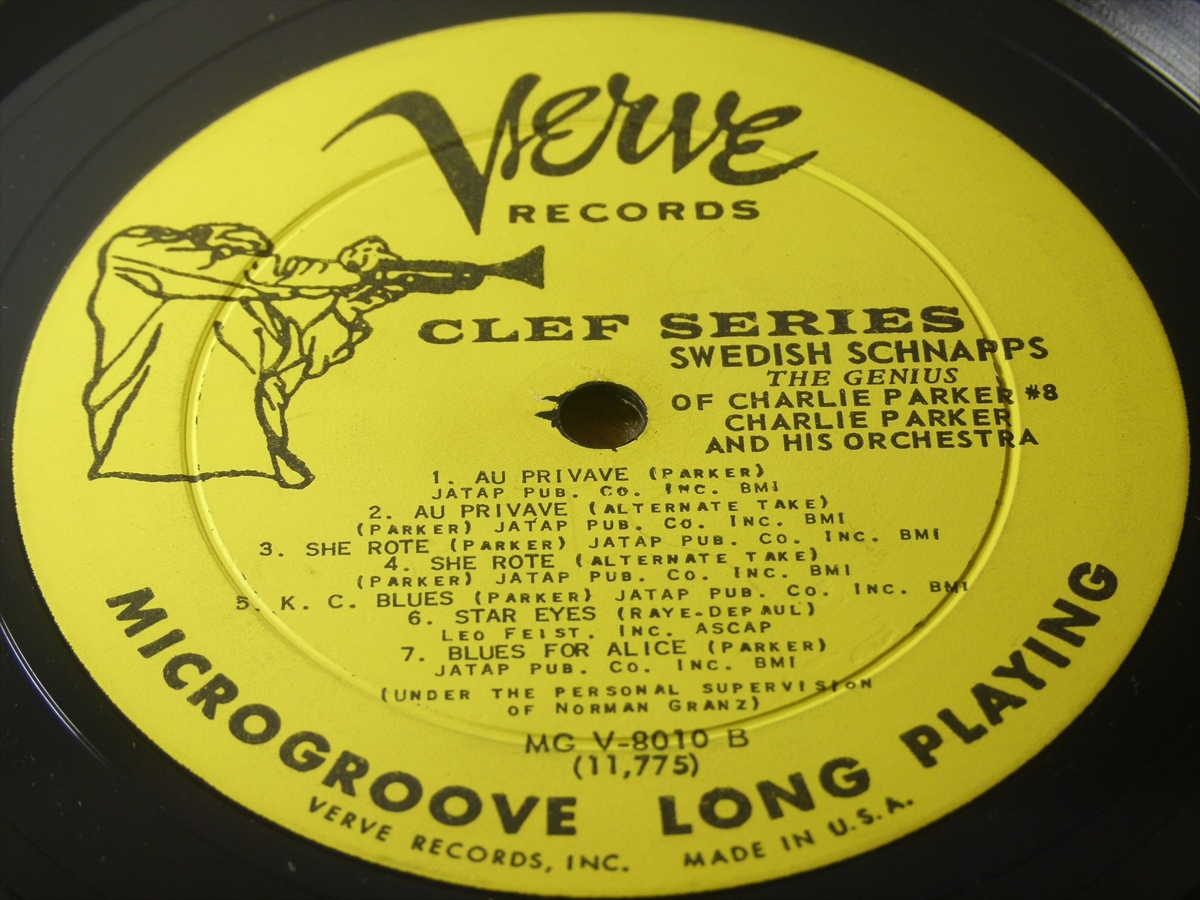 Verve
RECORDS
CLEF SERIES
SWEDISH SCHNAPPS
THE GENIUS
OF CHARLIE PARKER #8
CHARLIE PARKER
AND HIS ORCHESTRA
1. AU PRIVAVE (PARKER)
JATAP PUB. CO. INC. BMI
2. AU PRIVAVE (ALTERNATE TAKE)
(PARKER) JATAP PUB. CO. INC. BMI
3. SHE ROTE (PARKER) JATAP PUB. CO. INC. BMI
4. SHE ROTE (ALTERNATE TAKE)
(PARKER) JATAP PUB. CO. INC. BMI
5. K. C. BLUES (PARKER) JATAP PUB. CO. INC. BMI
6. STAR EYES (RAYE-DEPAUL)
LEO FEIST. INC. ASCAP
7. BLUES FOR ALICE (PARKER)
JATAP PUB. CO. INC. BMI
(UNDER THE PERSONAL SUPERVISION
OF NORMAN GRANZ)
MG V-8010 B
(11,775)
MICROGROOVE LONG PLAYING
VERVE RECORDS, INC. MADE IN U.S.A.